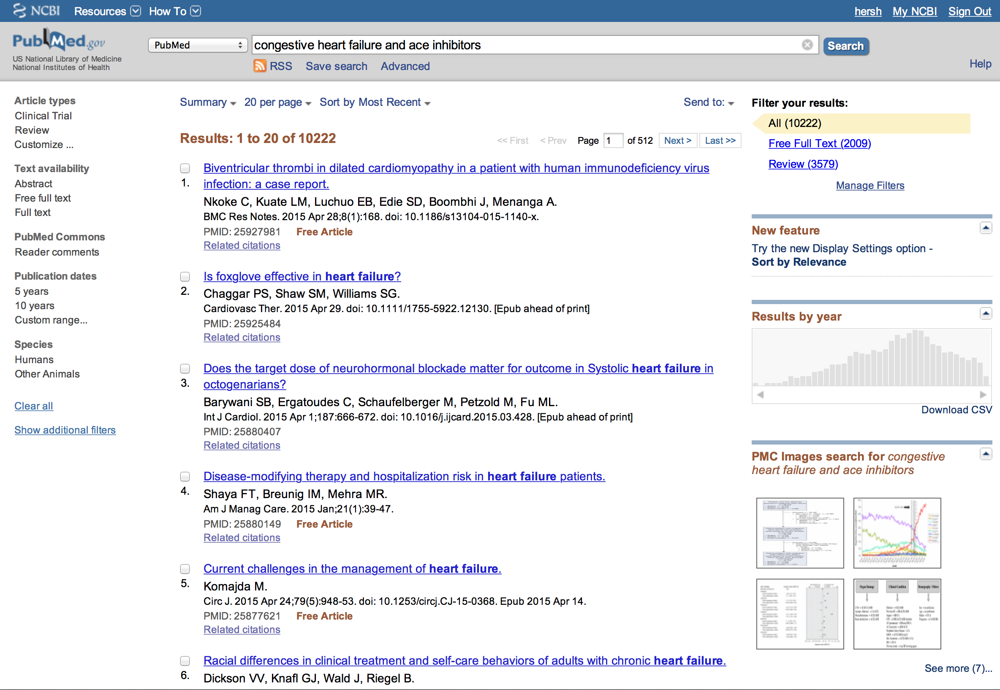 NCBI Resources How To hersh My NCBI Sign Out
PubMed.gov
US National Library of Medicine
National Institutes of Health
PubMed congestive heart failure and ace inhibitors Search
RSS Save search Advanced Help
Article types
Clinical Trial
Review
Customize ...
Text availability
Abstract
Free full text
Full text
PubMed Commons
Reader comments
Publication dates
5 years
10 years
Custom range...
Species
Humans
Other Animals
Clear all
Show additional filters
Summary 20 per page Sort by Most Recent Send to:
Results: 1 to 20 of 10222
<< First < Prev Page 1 of 512 Next > Last >>
Biventricular thrombi in dilated cardiomyopathy in a patient with human immunodeficiency virus
1. infection: a case report.
Nkoke C, Kuate LM, Luchuo EB, Edie SD, Boombhi J, Menanga A.
BMC Res Notes. 2015 Apr 28;8(1):168. doi: 10.1186/s13104-015-1140-x.
PMID: 25927981 Free Article
Related citations
Is foxglove effective in heart failure?
2. Chaggar PS, Shaw SM, Williams SG.
Cardiovasc Ther. 2015 Apr 29. doi: 10.1111/1755-5922.12130. [Epub ahead of print]
PMID: 25925484
Related citations
Does the target dose of neurohormonal blockade matter for outcome in Systolic heart failure in
3. octogenarians?
Barywani SB, Ergatoudes C, Schaufelberger M, Petzold M, Fu ML.
Int J Cardiol. 2015 Apr 1;187:666-672. doi: 10.1016/j.ijcard.2015.03.428. [Epub ahead of print]
PMID: 25880407
Related citations
Disease-modifying therapy and hospitalization risk in heart failure patients.
4. Shaya FT, Breunig IM, Mehra MR.
Am J Manag Care. 2015 Jan;21(1):39-47.
PMID: 25880149 Free Article
Related citations
Current challenges in the management of heart failure.
5. Komajda M.
Circ J. 2015 Apr 24;79(5):948-53. doi: 10.1253/circj.CJ-15-0368. Epub 2015 Apr 14.
PMID: 25877621 Free Article
Related citations
Racial differences in clinical treatment and self-care behaviors of adults with chronic heart failure.
6. Dickson VV, Knafl GJ, Wald J, Riegel B.
Filter your results:
All (10222)
Free Full Text (2009)
Review (3579)
Manage Filters
New feature
Try the new Display Settings option -
Sort by Relevance
Results by year
Download CSV
PMC Images search for congestive
heart failure and ace inhibitors
Organ Damage Clinical Condition Demography / Others
See more (7)...